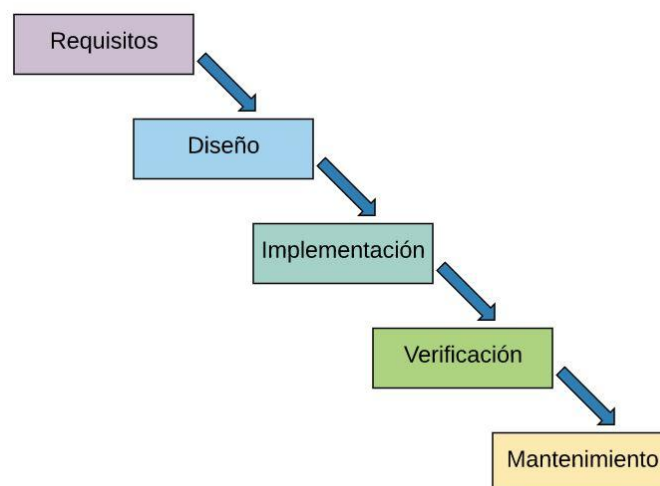 Requisitos
Diseño
Implementación
Verificación
Mantenimiento